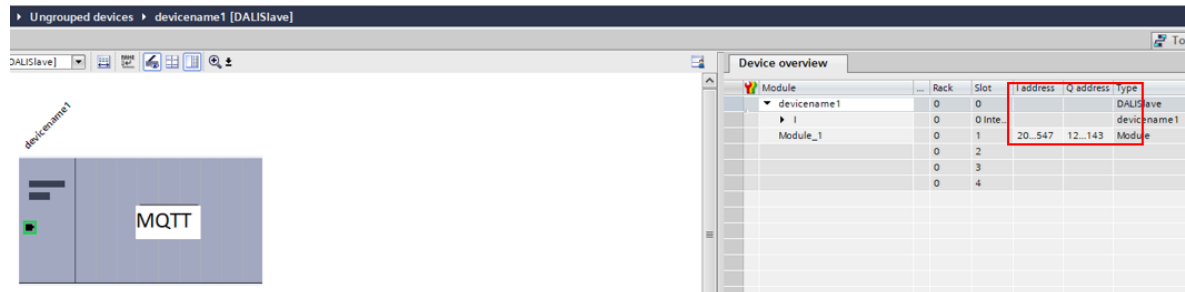 Ungrouped devices devicename1 [DALISlave]
To
DALISlave]
Device overview
Module ... Rack Slot I address Q address Type
devicename1 0 0 DALISlave
I 0 0 Inte... devicename1
Module_1 0 1 20...547 12...143 Module
0 2
0 3
0 4
devicename1
MQTT